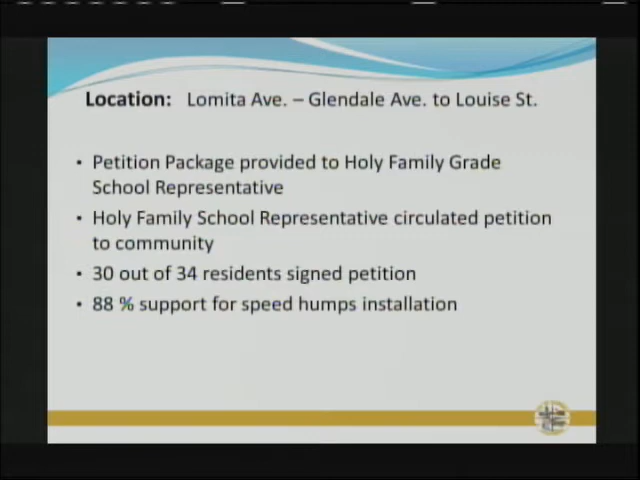 Location: Lomita Ave. – Glendale Ave. to Louise St.
• Petition Package provided to Holy Family Grade
School Representative
• Holy Family School Representative circulated petition
to community
• 30 out of 34 residents signed petition
• 88 % support for speed humps installation